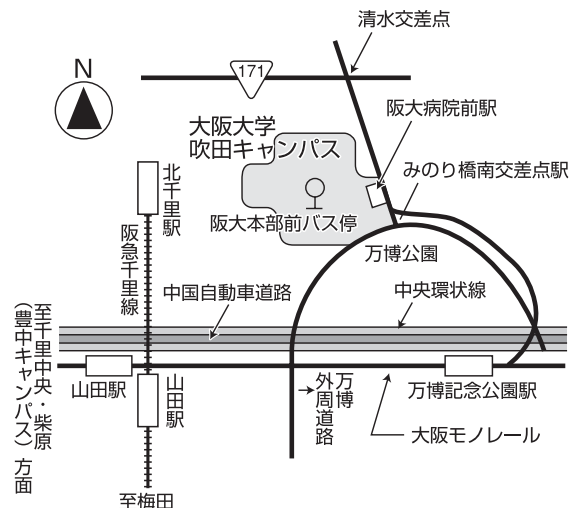 清水交差点
N
171
大阪大学
吹田キャンパス
阪大病院前駅
みのり橋南交差点駅
北千里駅
阪大本部前バス停
阪急千里線
万博公園
中国自動車道路
中央環状線
至千里中央・柴原
（豊中キャンパス）方面
山田駅
山田駅
万博
外周道路
万博記念公園駅
大阪モノレール
至梅田